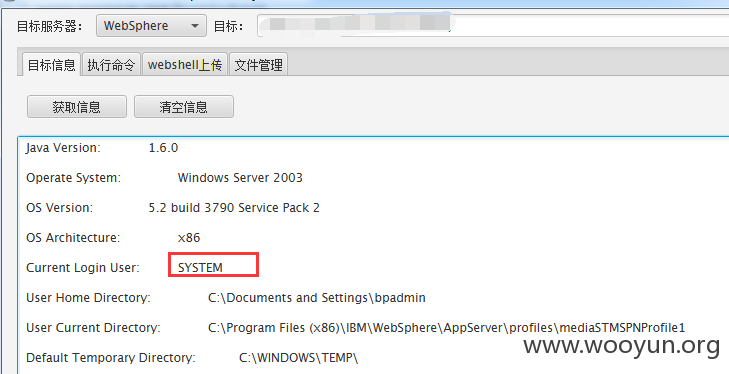 目标服务器： WebSphere 目标：
目标信息 执行命令 webshell上传 文件管理
获取信息 清空信息
Java Version: 1.6.0
Operate System: Windows Server 2003
OS Version: 5.2 build 3790 Service Pack 2
OS Architecture: x86
Current Login User: SYSTEM
User Home Directory: C:\Documents and Settings\bpadmin
User Current Directory: C:\Program Files (x86)\IBM\WebSphere\AppServer\profiles\mediaSTMSPNProfile1
Default Temporary Directory: C:\WINDOWS\TEMP\
www.wooyun.org